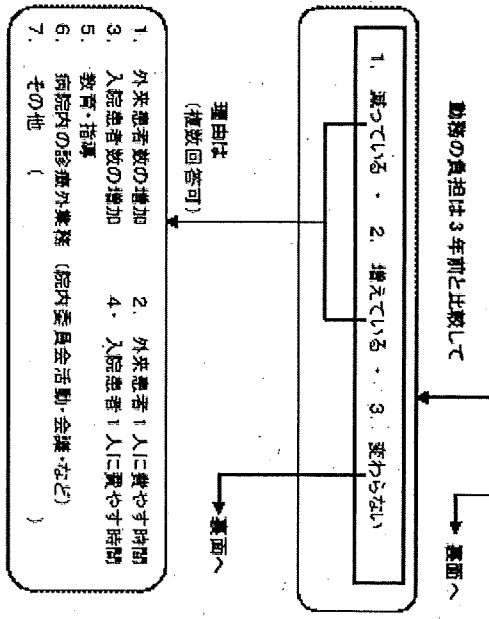 裏面へ
勤務の負担は3年前と比較して
1. 減っている ・ 2. 増えている ・ 3. 変わらない
理由は
(複数回答可)
裏面へ
1. 外来患者数の増加 2. 外来患者1人に費やす時間
3. 入院患者数の増加 4・ 入院患者1人に費やす時間
5. 教育・指導
6. 病院内の診療外業務(院内委員会活動・会議・など)
7. その他 ( )